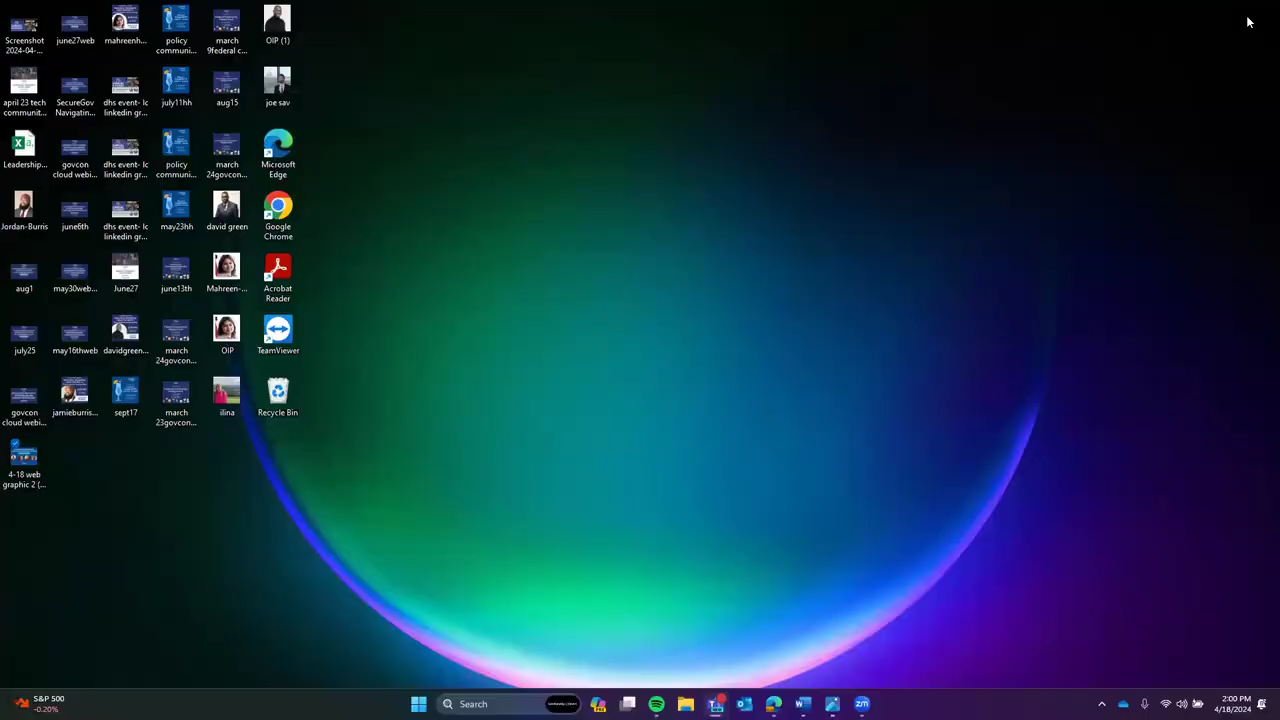 Screenshot
2024-04-...
june27web
mahreenh...
policy
communi...
march
9federal c...
OIP (1)
april 23 tech
communit...
SecureGov
Navigatin...
dhs event- lc
linkedin gr...
july11hh
aug15
joe sav
Leadership...
govcon
cloud webi...
dhs event- lc
linkedin gr...
policy
communi...
march
24govcon...
Microsoft
Edge
Jordan-Burris
june6th
dhs event- lc
linkedin gr...
may23hh
david green
Google
Chrome
aug1
may30web...
June27
june13th
Mahreen-...
Acrobat
Reader
july25
may16thweb
davidgreen...
march
24govcon...
OIP
TeamViewer
govcon
cloud webi...
jamieburris...
sept17
march
23govcon...
ilina
Recycle Bin
4-18 web
graphic 2 (...
S&P 500
-0.20%
Search
zm
2:00 PM
4/18/2024